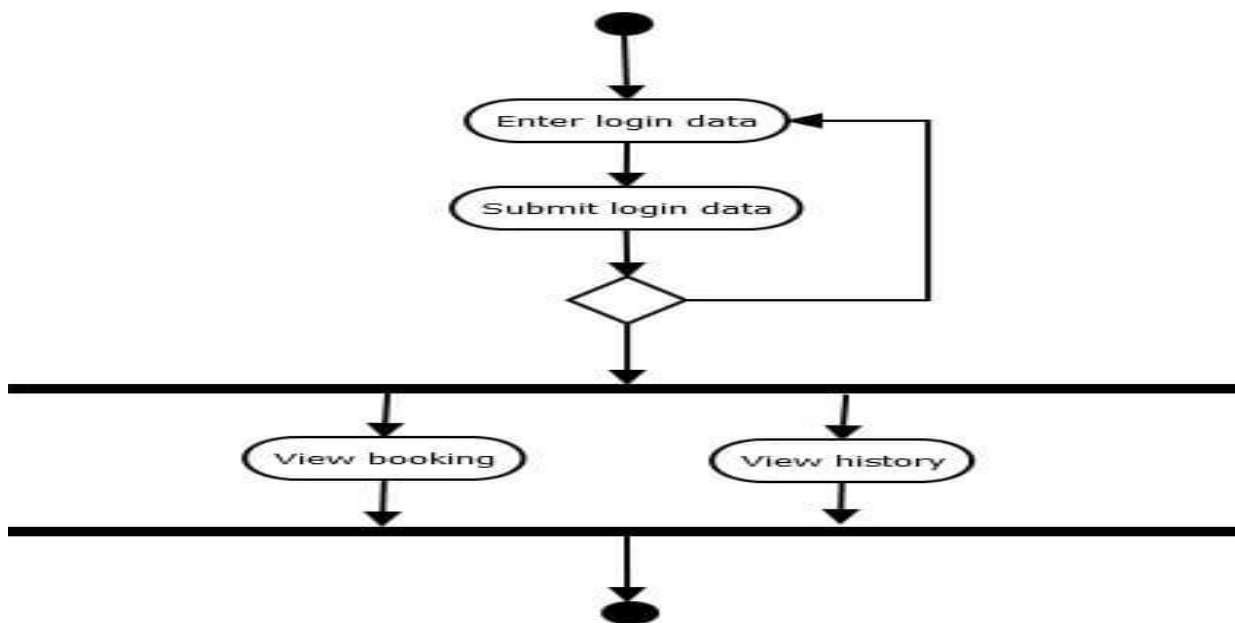 Enter login data
Submit login data
View booking
View history